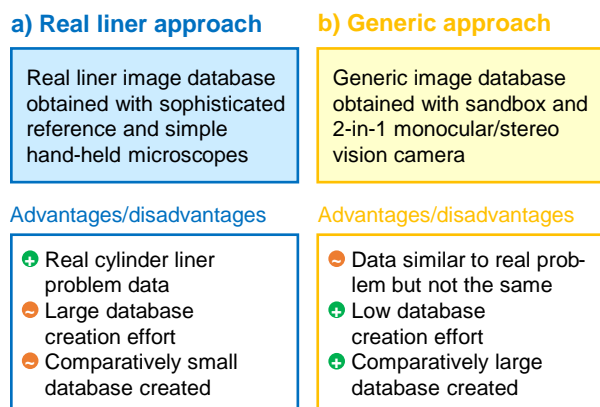 a) Real liner approach
Real liner image database
obtained with sophisticated
reference and simple
hand-held microscopes
Advantages/disadvantages
+ Real cylinder liner
problem data
~ Large database
creation effort
~ Comparatively small
database created
b) Generic approach
Generic image database
obtained with sandbox and
2-in-1 monocular/stereo
vision camera
Advantages/disadvantages
~ Data similar to real prob-
lem but not the same
+ Low database
creation effort
+ Comparatively large
database created